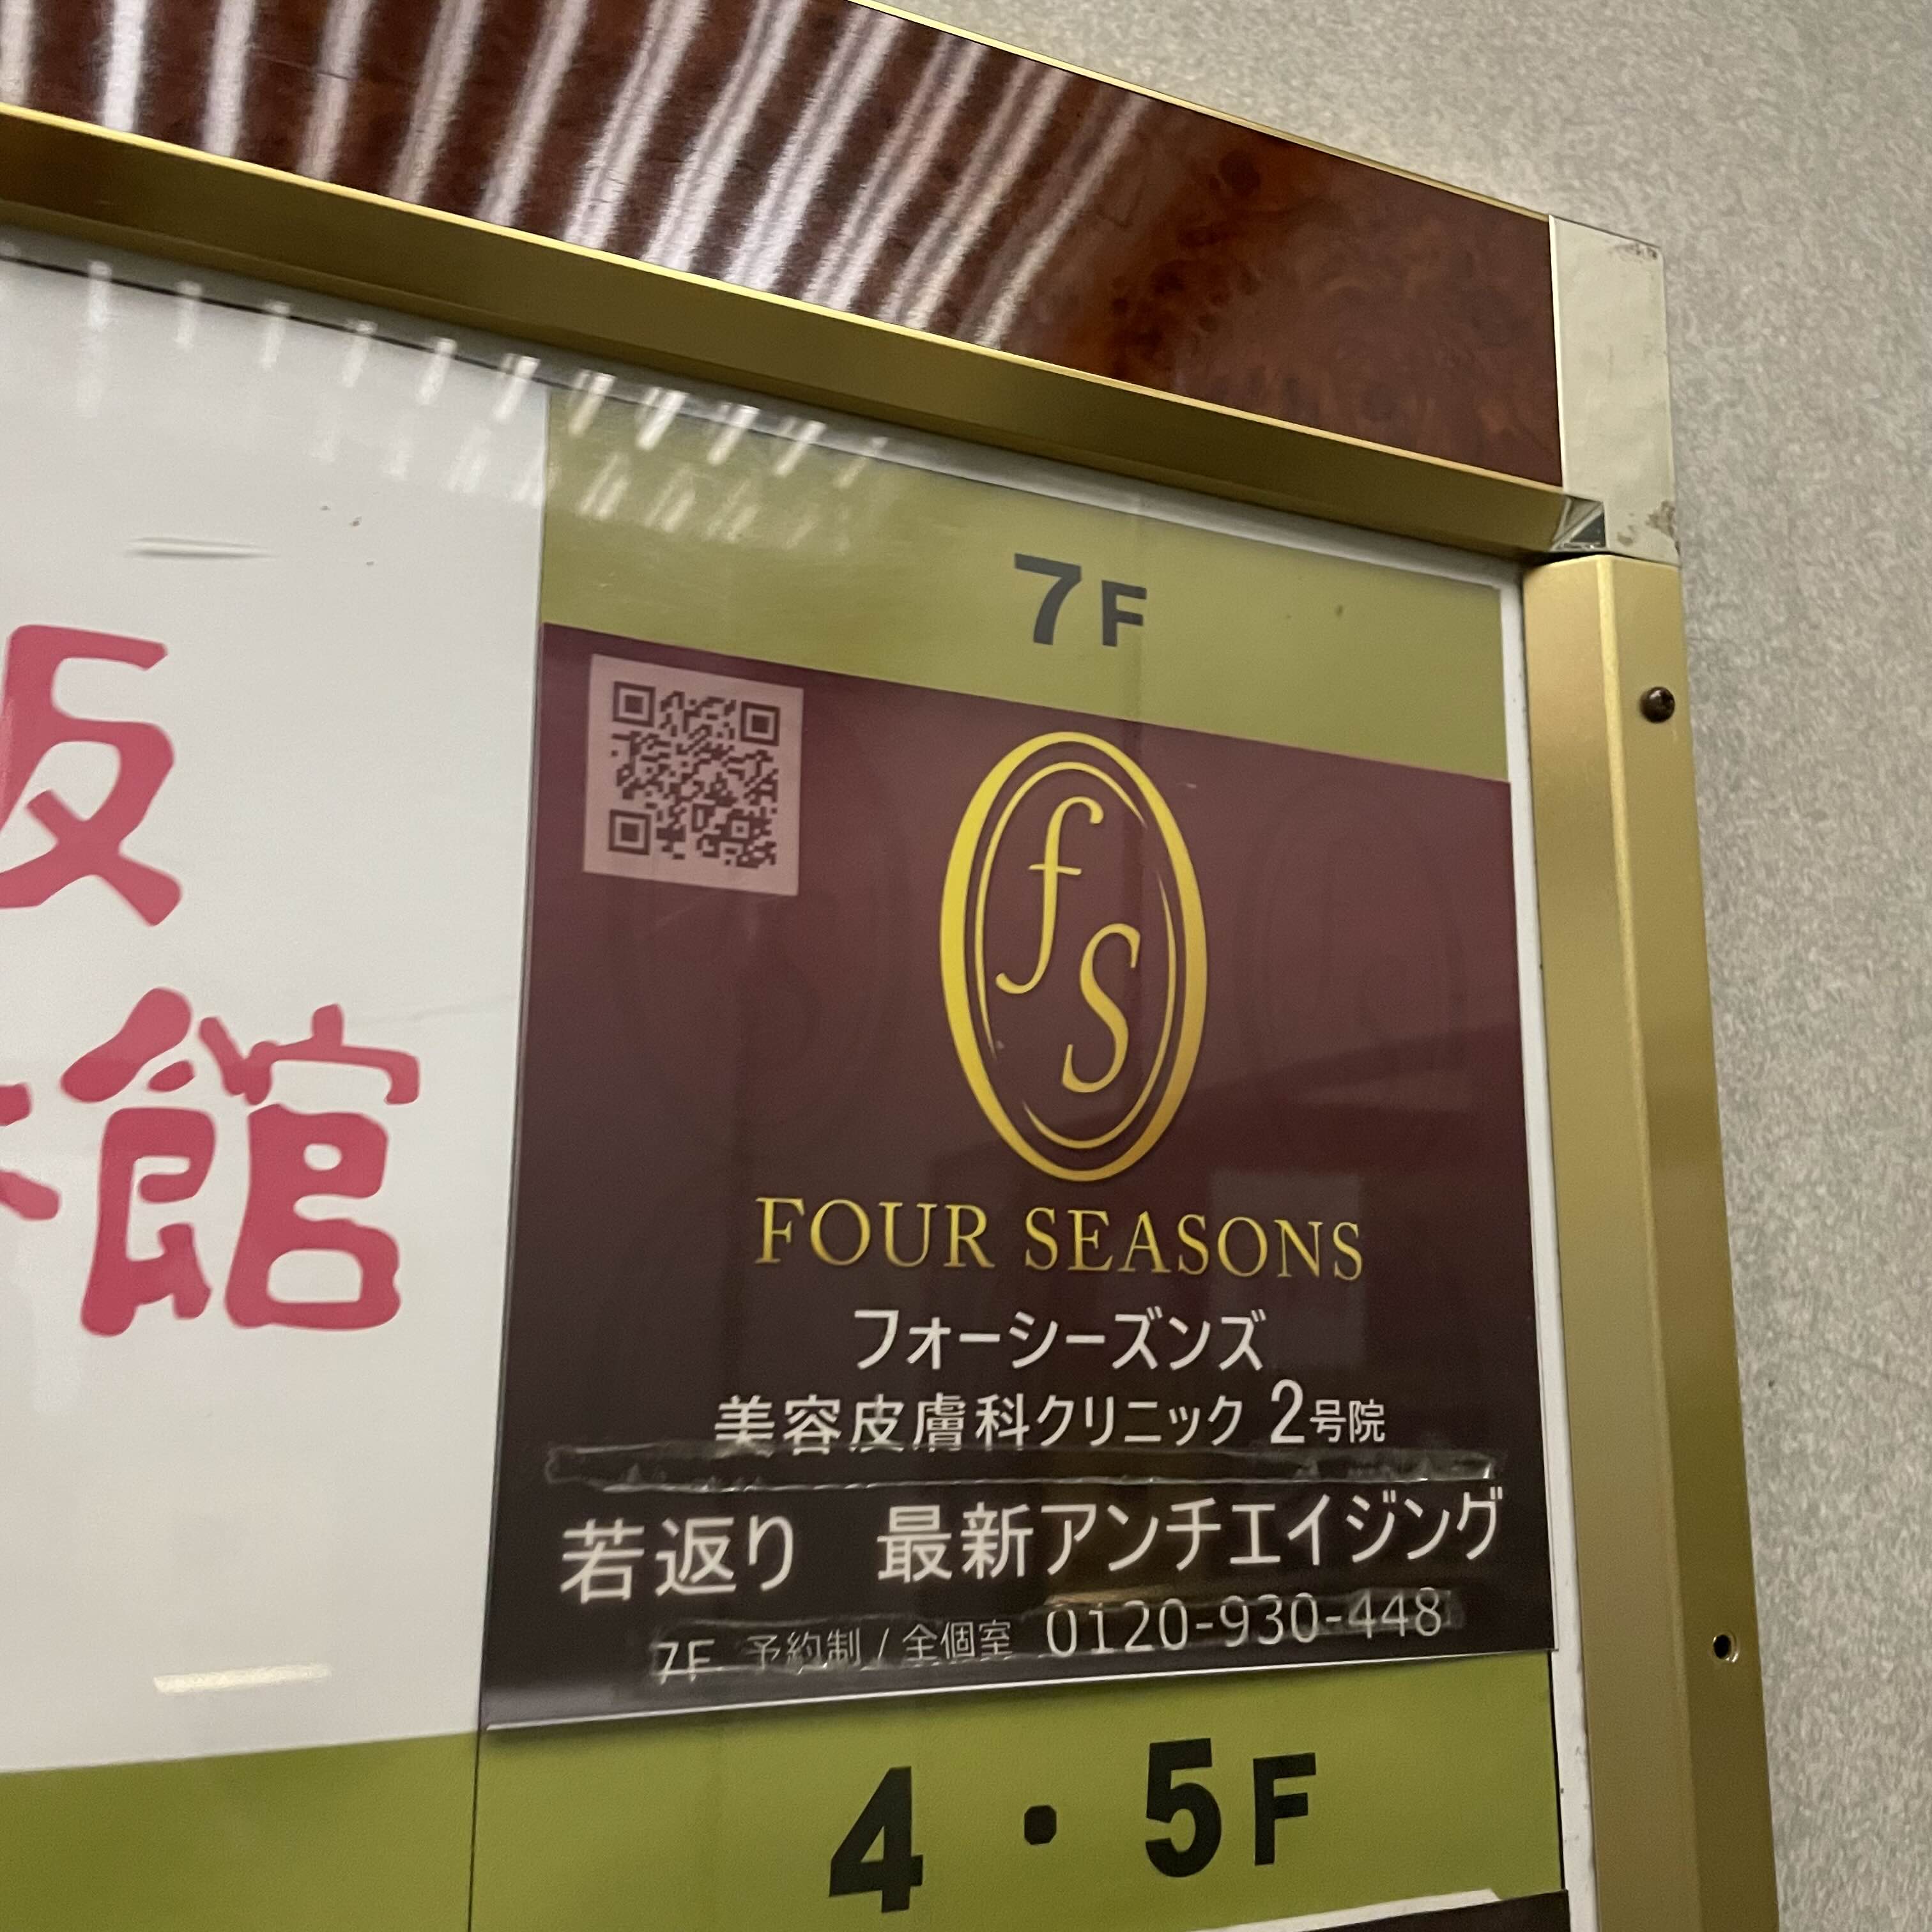 7F
fS
FOUR SEASONS
フォーシーズンズ
美容皮膚科クリニック 2号院
若返り 最新アンチエイジング
7F 予約制 / 全個室 0120-930-448
館
4・5F